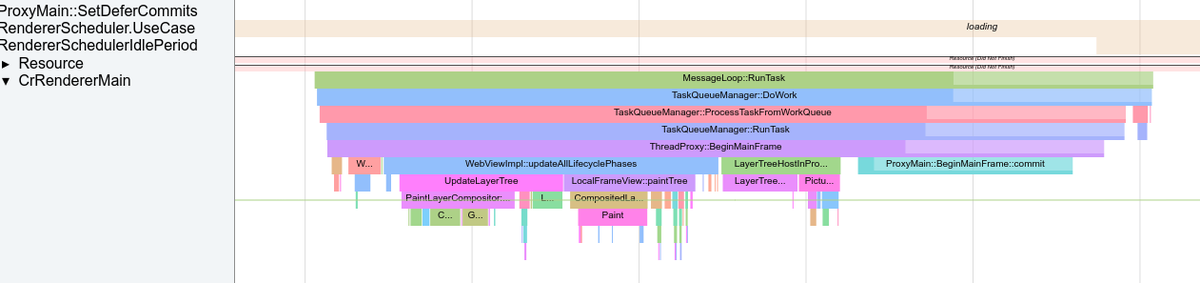 ProxyMain::SetDeferCommits
RendererScheduler.UseCase
loading
RendererSchedulerIdlePeriod
► Resource
Resource (Did Not Finish)
Resource (Did Not Finish)
▼ CrRendererMain
MessageLoop::RunTask
TaskQueueManager::DoWork
TaskQueueManager::ProcessTaskFromWorkQueue
TaskQueueManager::RunTask
ThreadProxy::BeginMainFrame
W... WebViewImpl::updateAllLifecyclePhases LayerTreeHostInPro... ProxyMain::BeginMainFrame::commit
UpdateLayerTree LocalFrameView::paintTree LayerTree... Pictu...
PaintLayerCompositor:... L... CompositedLa...
C... G... Paint